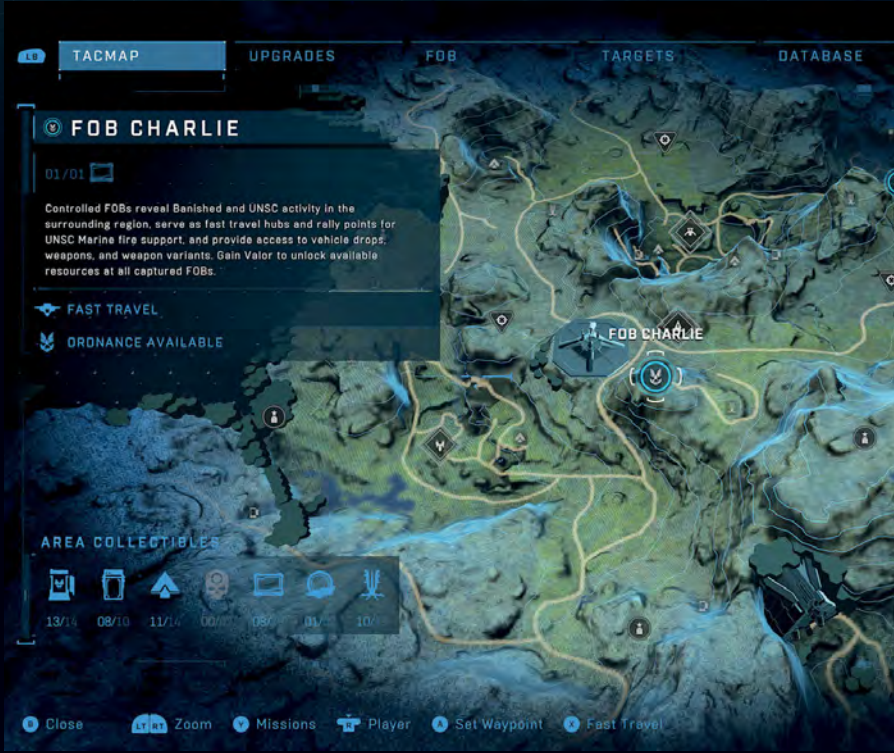 LB TACMAP UPGRADES FOB TARGETS DATABASE
FOB CHARLIE
01/01
Controlled FOBs reveal Banished and UNSC activity in the
surrounding region, serve as fast travel hubs and rally points for
UNSC Marine fire support, and provide access to vehicle drops,
weapons, and weapon variants. Gain Valor to unlock available
resources at all captured FOBs.
FAST TRAVEL
ORDNANCE AVAILABLE
FOB CHARLIE
AREA COLLECTIBLES
13/14 08/10 11/14
B Close LT RT Zoom Y Missions R Player A Set Waypoint X Fast Travel